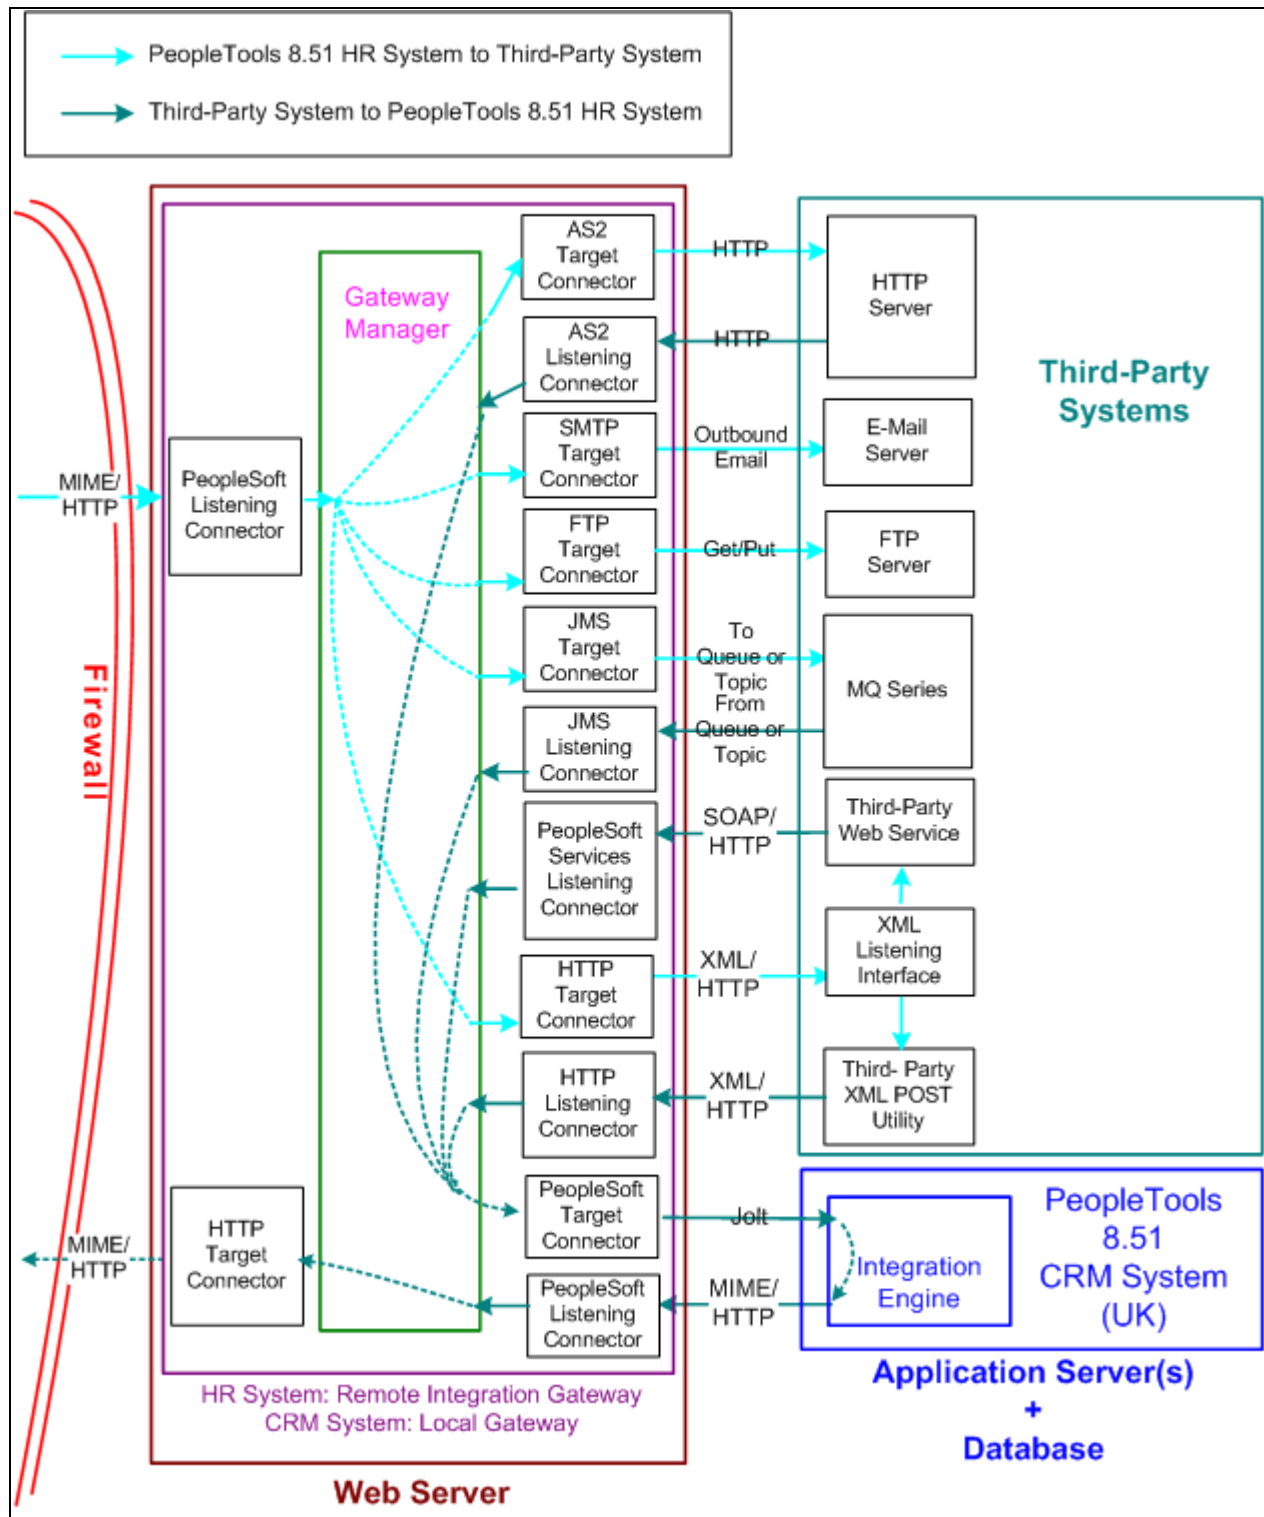 PeopleTools 8.51 HR System to Third-Party System
Third-Party System to PeopleTools 8.51 HR System
Firewall
MIME/
HTTP
PeopleSoft
Listening
Connector
Gateway
Manager
AS2
Target
Connector
HTTP
HTTP
Server
AS2
Listening
Connector
HTTP
Third-Party
Systems
SMTP
Target
Connector
Outbound
Email
E-Mail
Server
FTP
Target
Connector
Get/Put
FTP
Server
JMS
Target
Connector
To
Queue or
Topic
From
Queue or
Topic
MQ Series
JMS
Listening
Connector
PeopleSoft
Services
Listening
Connector
SOAP/
HTTP
Third-Party
Web Service
XML
Listening
Interface
HTTP
Target
Connector
XML/
HTTP
HTTP
Listening
Connector
XML/
HTTP
Third- Party
XML POST
Utility
PeopleSoft
Target
Connector
Jolt
Integration
Engine
PeopleTools
8.51
CRM System
(UK)
MIME/
HTTP
HTTP
Target
Connector
PeopleSoft
Listening
Connector
MIME/
HTTP
HR System: Remote Integration Gateway
CRM System: Local Gateway
Application Server(s)
+
Database
Web Server